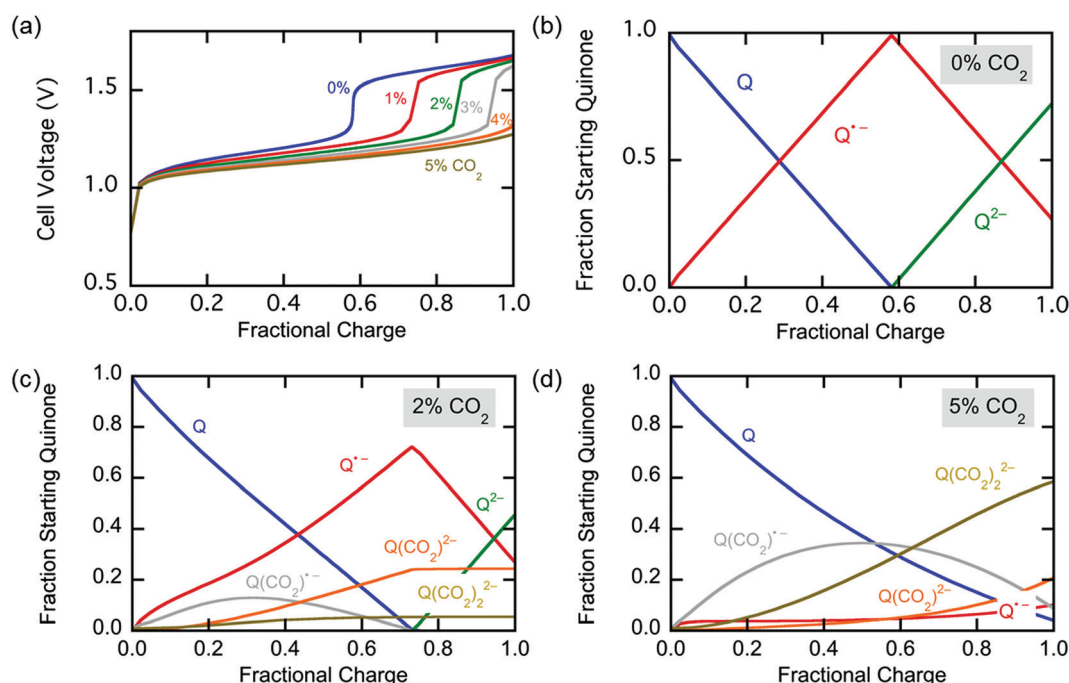 (a)
Cell Voltage (V)
1.5
1.0
0.5
0%
1%
2%
3%
4%
5% CO₂
0.0 0.2 0.4 0.6 0.8 1.0
Fractional Charge
(b)
Fraction Starting Quinone
1.0
0.5
0.0
0% CO₂
Q
Q•−
Q²−
0.0 0.2 0.4 0.6 0.8 1.0
Fractional Charge
(c)
Fraction Starting Quinone
1.0
0.8
0.6
0.4
0.2
0.0
2% CO₂
Q
Q•−
Q²−
Q(CO₂)²−
Q(CO₂)•−
Q(CO₂)₂²−
0.0 0.2 0.4 0.6 0.8 1.0
Fractional Charge
(d)
Fraction Starting Quinone
1.0
0.8
0.6
0.4
0.2
0.0
5% CO₂
Q
Q(CO₂)₂²−
Q(CO₂)•−
Q(CO₂)²−
Q•−
0.0 0.2 0.4 0.6 0.8 1.0
Fractional Charge